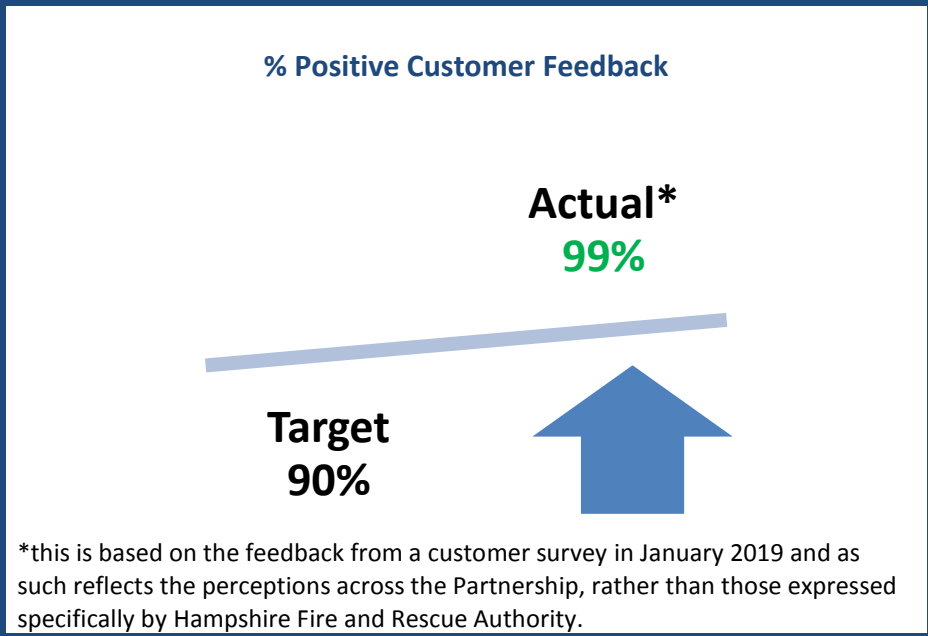 % Positive Customer Feedback
Actual*
99%
Target
90%
*this is based on the feedback from a customer survey in January 2019 and as
such reflects the perceptions across the Partnership, rather than those expressed
specifically by Hampshire Fire and Rescue Authority.